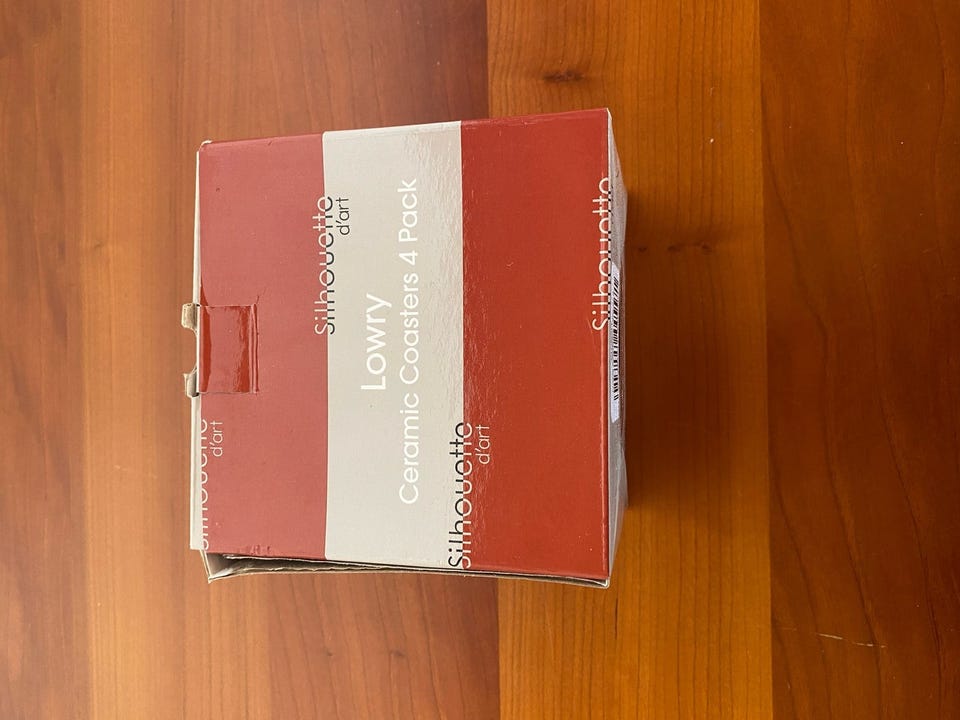 Silhouette
d'art
Silhouette
d'art
Lowry
Ceramic Coasters 4 Pack
Silhouette
d'art
Silhouette